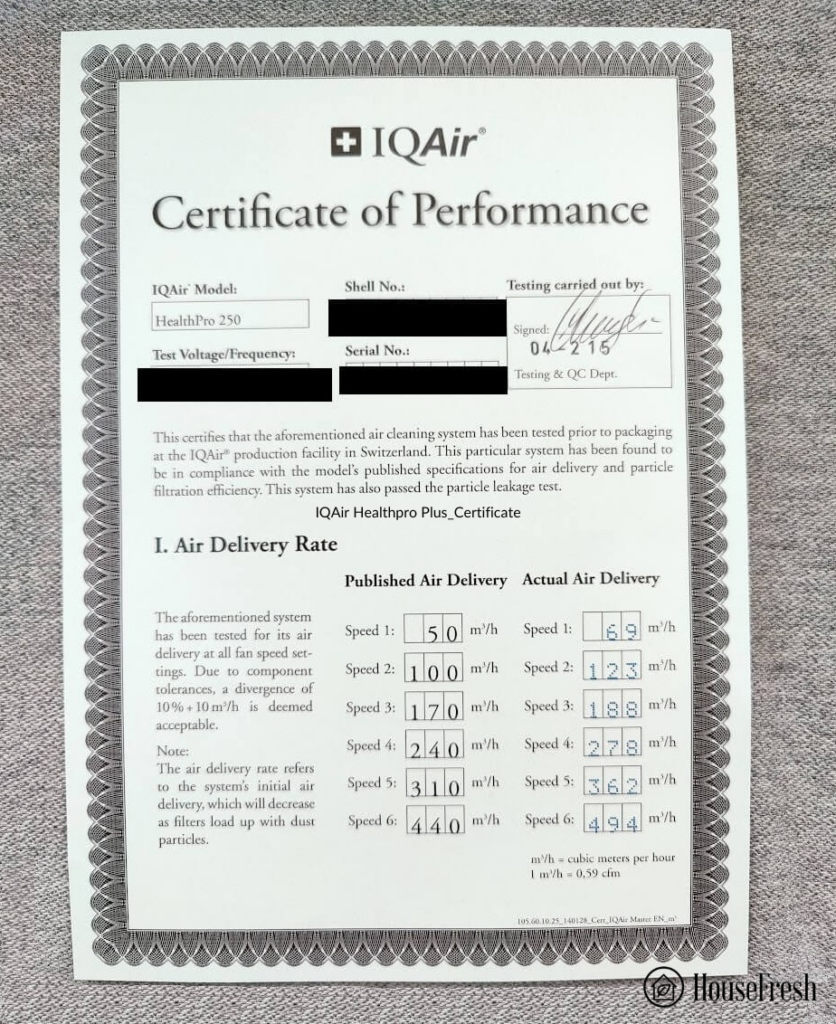 IQAir®
Certificate of Performance
IQAir® Model:
HealthPro 250
Shell No.:
Testing carried out by:
Signed:
04 215
Testing & QC Dept.
Test Voltage/Frequency:
Serial No.:
This certifies that the aforementioned air cleaning system has been tested prior to packaging
at the IQAir® production facility in Switzerland. This particular system has been found to
be in compliance with the model's published specifications for air delivery and particle
filtration efficiency. This system has also passed the particle leakage test.
IQAir Healthpro Plus_Certificate
I. Air Delivery Rate
The aforementioned system
has been tested for its air
delivery at all fan speed set-
tings. Due to component
tolerances, a divergence of
10% + 10 m³/h is deemed
acceptable.
Note:
The air delivery rate refers
to the system's initial air
delivery, which will decrease
as filters load up with dust
particles.
Published Air Delivery
Speed 1: 50 m³/h
Speed 2: 100 m³/h
Speed 3: 170 m³/h
Speed 4: 240 m³/h
Speed 5: 310 m³/h
Speed 6: 440 m³/h
Actual Air Delivery
Speed 1: 69 m³/h
Speed 2: 123 m³/h
Speed 3: 188 m³/h
Speed 4: 278 m³/h
Speed 5: 362 m³/h
Speed 6: 494 m³/h
m³/h = cubic meters per hour
1 m³/h = 0,59 cfm
105.60.10.25_140128_Cert_IQAir Master EN_m³
HouseFresh